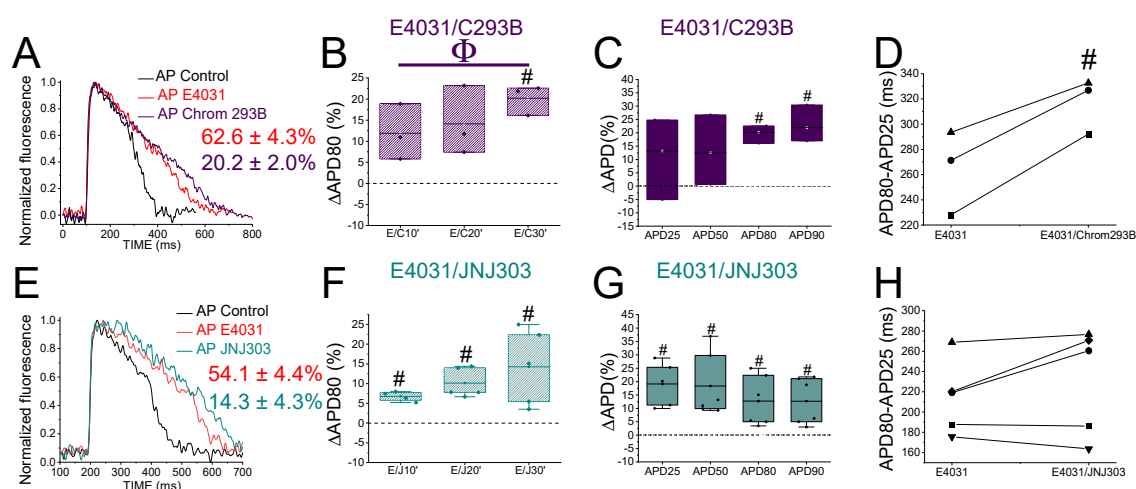 E4031/C293B
E4031/C293B
A
B
C
D
Φ
#
AP Control
AP E4031
AP Chrom 293B
62.6 ± 4.3%
20.2 ± 2.0%
Normalized fluorescence
1.0
0.8
0.6
0.4
0.2
0.0
0
200
400
600
800
TIME (ms)
ΔAPD80 (%)
25
20
15
10
5
0
-5
-10
#
E/C10'
E/C20'
E/C30'
ΔAPD(%)
45
40
35
30
25
20
15
10
5
0
-5
-10
-15
#
#
APD25
APD50
APD80
APD90
APD80-APD25 (ms)
340
320
300
280
260
240
220
E4031
E4031/Chrom293B
E4031/JNJ303
E4031/JNJ303
E
F
G
H
AP Control
AP E4031
AP JNJ303
54.1 ± 4.4%
14.3 ± 4.3%
Normalized fluorescence
1.0
0.8
0.6
0.4
0.2
0.0
100
200
300
400
500
600
700
TIME (ms)
ΔAPD80 (%)
25
20
15
10
5
0
-5
-10
#
#
#
E/J10'
E/J20'
E/J30'
ΔAPD(%)
45
40
35
30
25
20
15
10
5
0
-5
-10
-15
#
#
#
#
APD25
APD50
APD80
APD90
APD80-APD25 (ms)
300
280
260
240
220
200
180
160
E4031
E4031/JNJ303